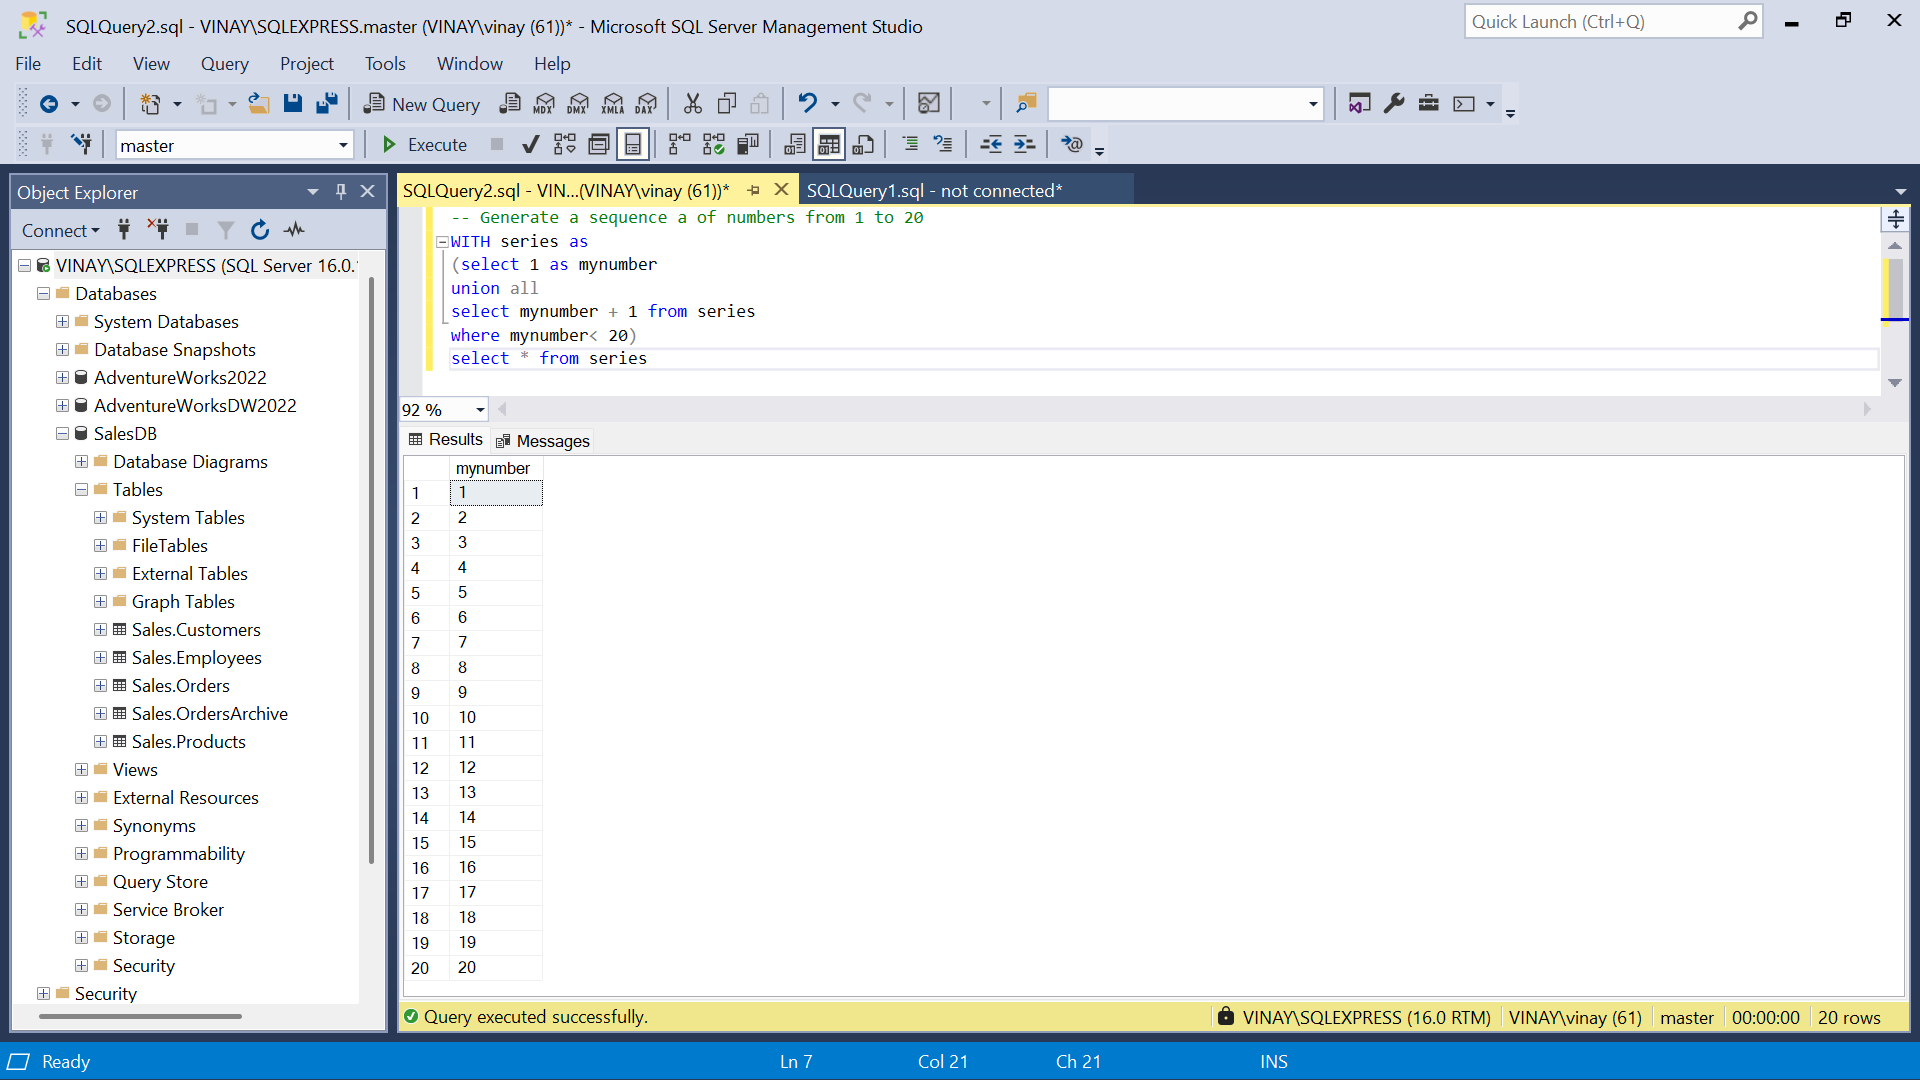 SQLQuery2.sql - VINAY\SQLEXPRESS.master (VINAY\vinay (61))* - Microsoft SQL Server Management Studio
Quick Launch (Ctrl+Q)
File Edit View Query Project Tools Window Help
New Query MDX DMX XMLA DAX
master Execute
Object Explorer
Connect
VINAY\SQLEXPRESS (SQL Server 16.0.
Databases
System Databases
Database Snapshots
AdventureWorks2022
AdventureWorksDW2022
SalesDB
Database Diagrams
Tables
System Tables
FileTables
External Tables
Graph Tables
Sales.Customers
Sales.Employees
Sales.Orders
Sales.OrdersArchive
Sales.Products
Views
External Resources
Synonyms
Programmability
Query Store
Service Broker
Storage
Security
Security
SQLQuery2.sql - VIN...(VINAY\vinay (61))* SQLQuery1.sql - not connected*
-- Generate a sequence a of numbers from 1 to 20
WITH series as
(select 1 as mynumber
union all
select mynumber + 1 from series
where mynumber< 20)
select * from series
92 %
Results Messages
mynumber
1 1
2 2
3 3
4 4
5 5
6 6
7 7
8 8
9 9
10 10
11 11
12 12
13 13
14 14
15 15
16 16
17 17
18 18
19 19
20 20
Query executed successfully. VINAY\SQLEXPRESS (16.0 RTM) VINAY\vinay (61) master 00:00:00 20 rows
Ready Ln 7 Col 21 Ch 21 INS